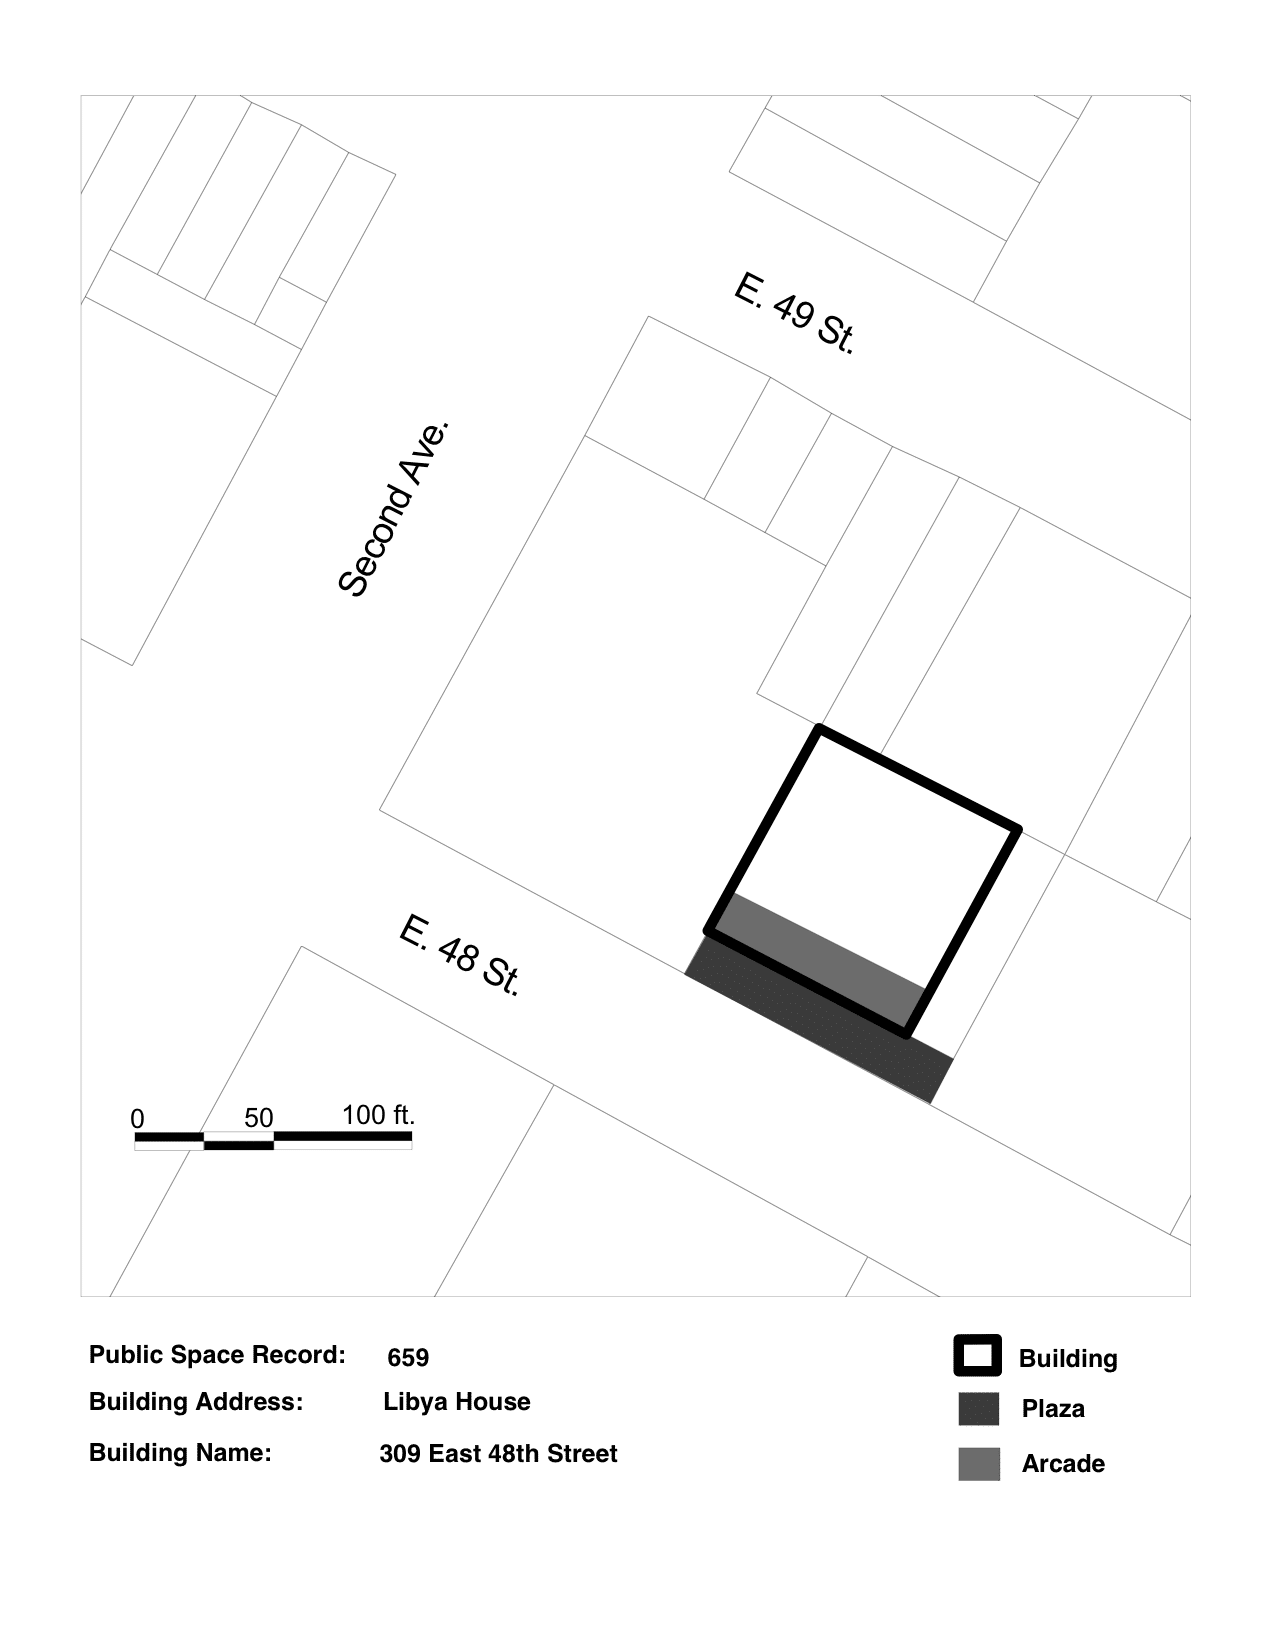 E. 49 St.
Second Ave.
E. 48 St.
0 50 100 ft.
Public Space Record: 659
Building Address: Libya House
Building Name: 309 East 48th Street
Building
Plaza
Arcade